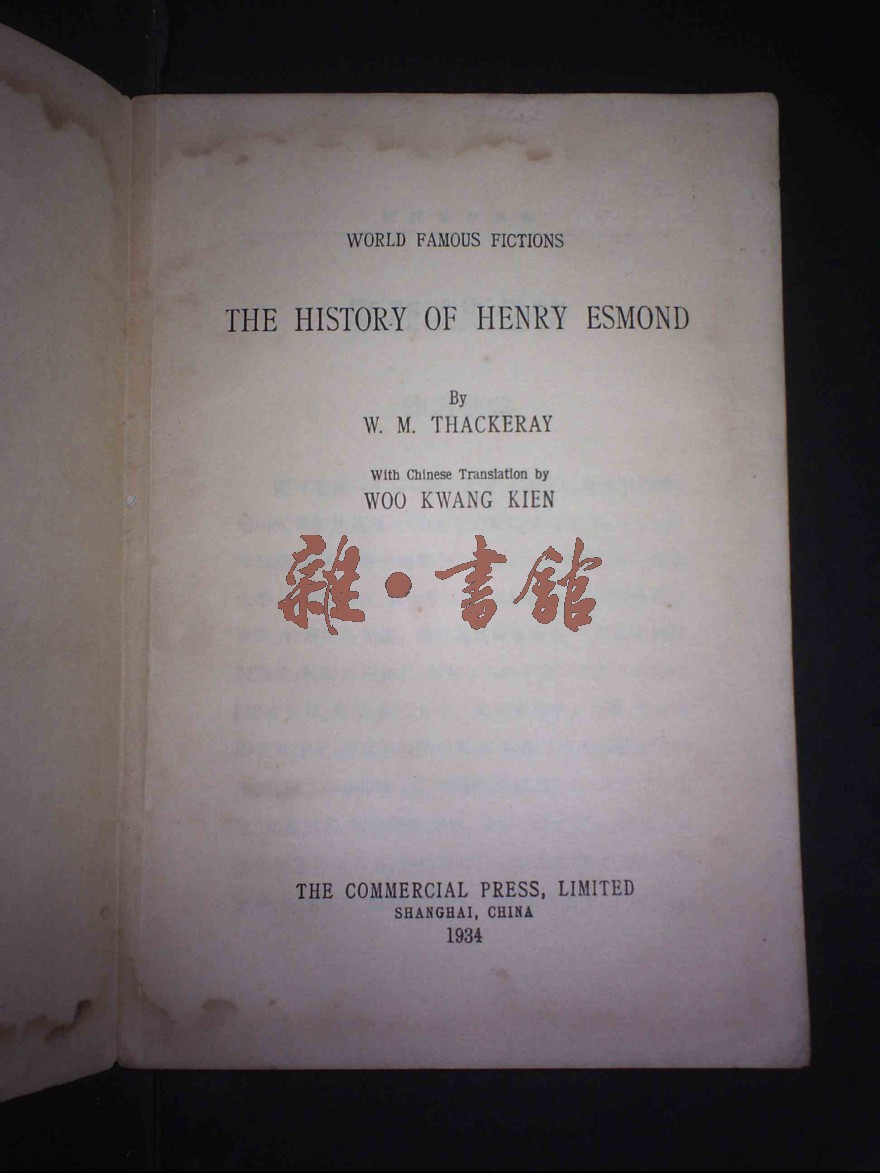 WORLD FAMOUS FICTIONS
THE HISTORY OF HENRY ESMOND
By
W. M. THACKERAY
With Chinese Translation by
WOO KWANG KIEN
雜•書館
THE COMMERCIAL PRESS, LIMITED
SHANGHAI, CHINA
1934